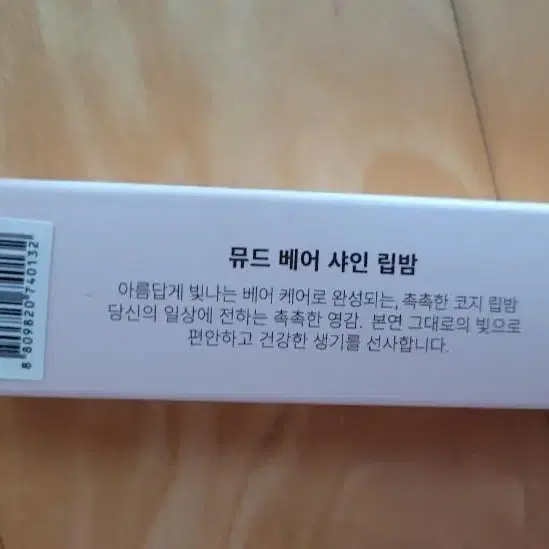 뮤드 베어 샤인 립밤
아름답게 빛나는 베어 케어로 완성되는, 촉촉한 코지 립밤
당신의 일상에 전하는 촉촉한 영감. 본연 그대로의 빛으로
편안하고 건강한 생기를 선사합니다.
8 809820 740132